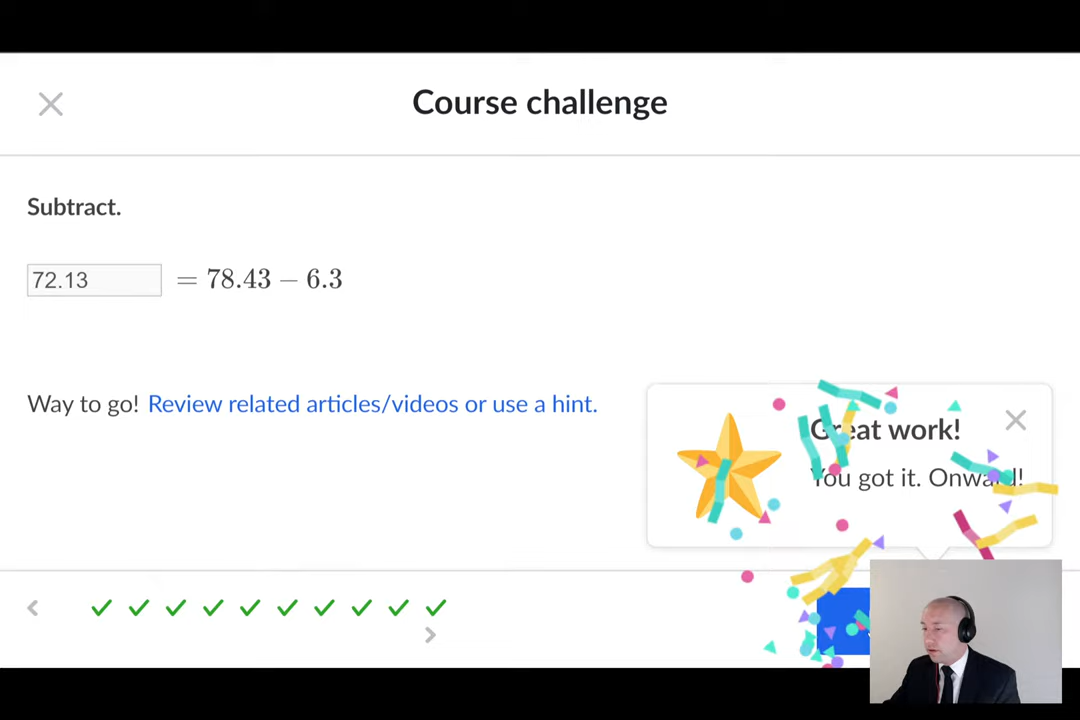 Course challenge
Subtract.
72.13 = 78.43 − 6.3
Way to go! Review related articles/videos or use a hint.
Great work!
You got it. Onward!